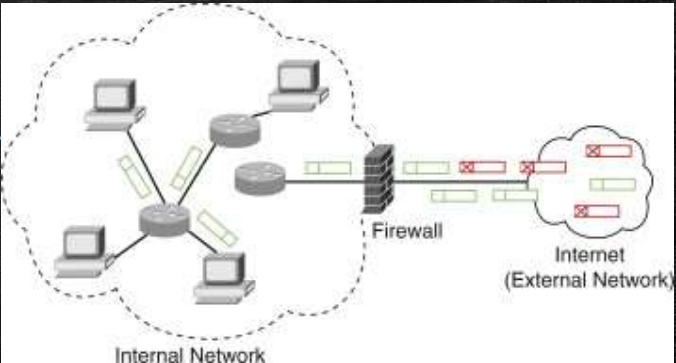 Firewall
Internet
(External Network)
Internal Network